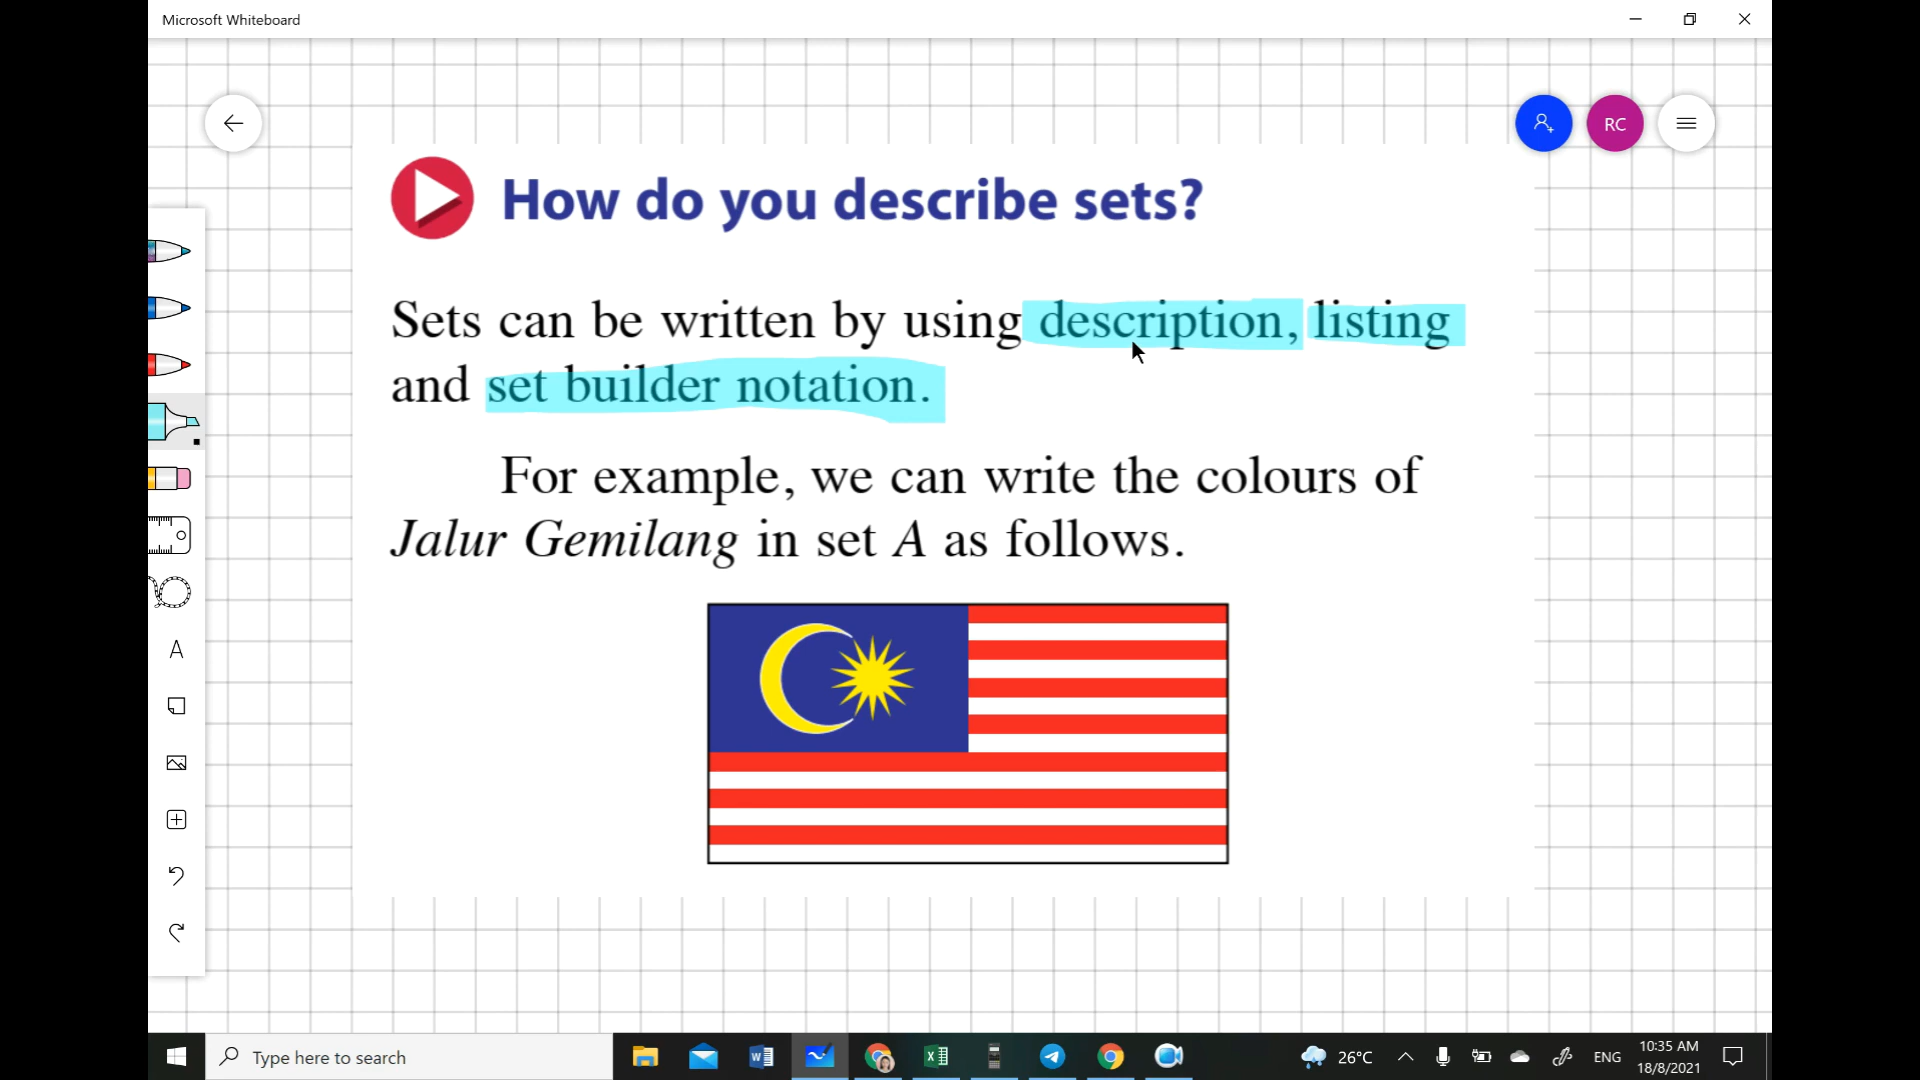 Microsoft Whiteboard
RC
How do you describe sets?
Sets can be written by using description, listing
and set builder notation.
For example, we can write the colours of
Jalur Gemilang in set A as follows.
A
Type here to search
26°C
ENG
10:35 AM
18/8/2021